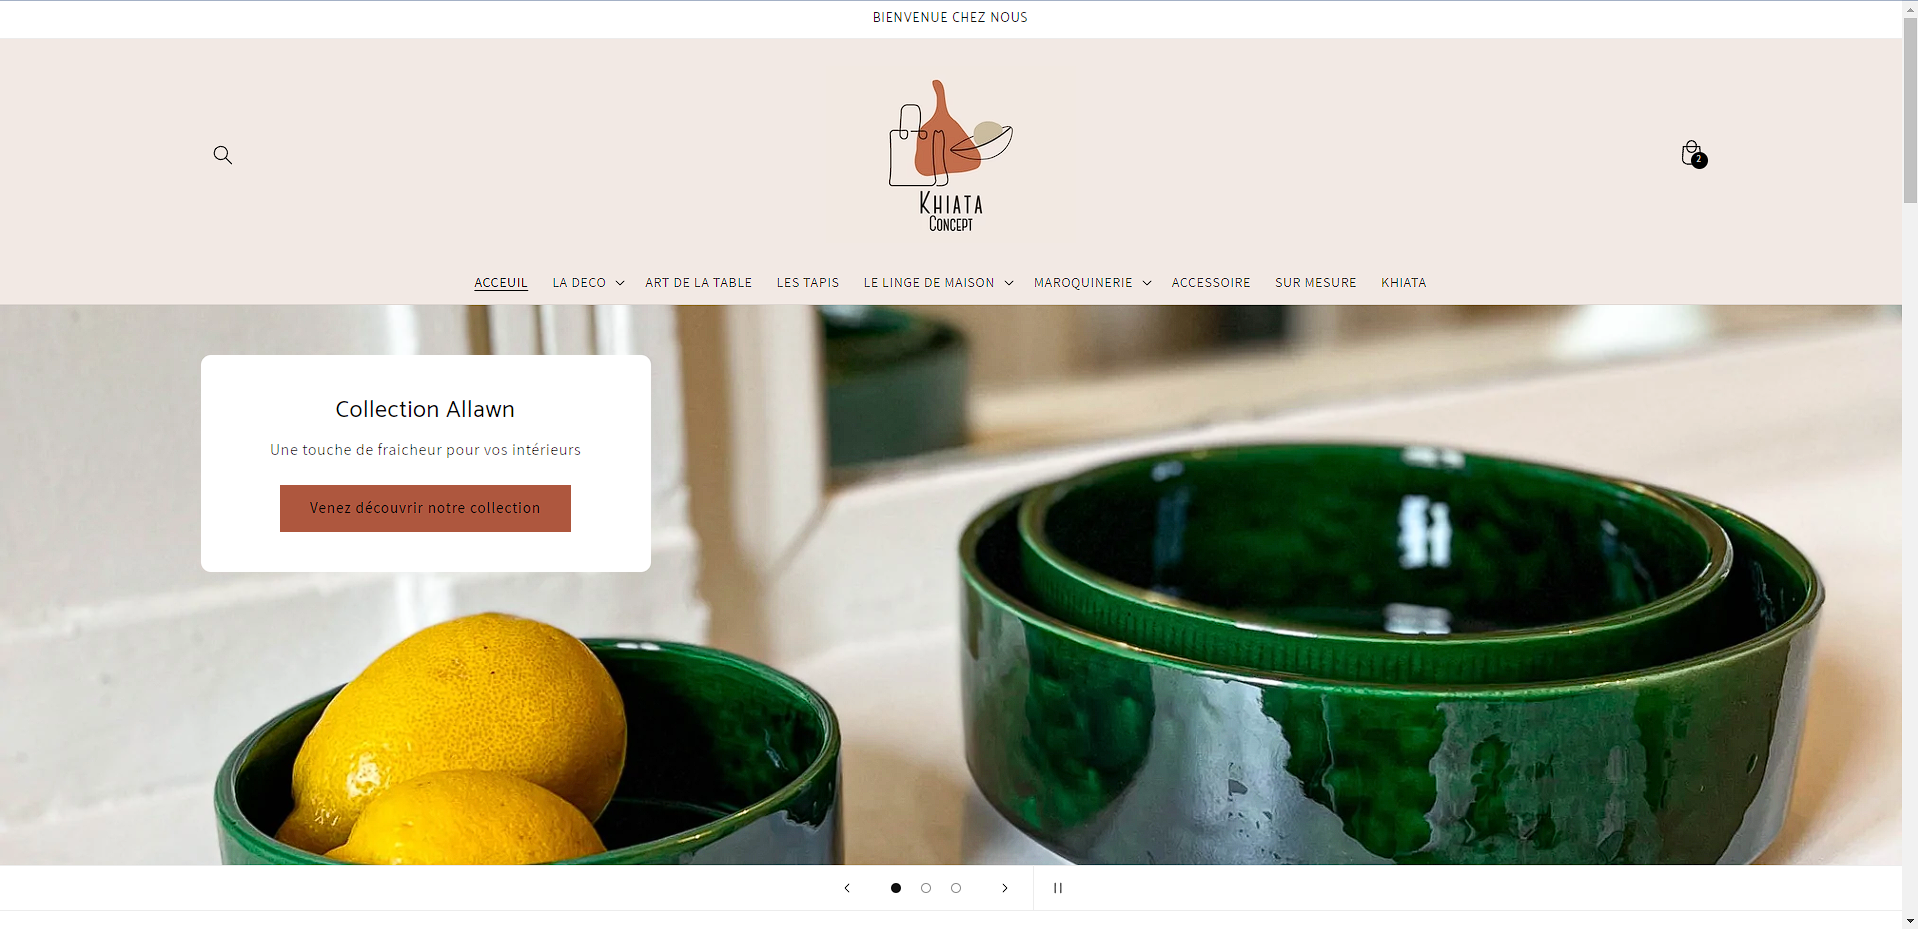 BIENVENUE CHEZ NOUS
2
KHIATA
CONCEPT
ACCEUIL LA DECO ART DE LA TABLE LES TAPIS LE LINGE DE MAISON MAROQUINERIE ACCESSOIRE SUR MESURE KHIATA
Collection Allawn
Une touche de fraicheur pour vos intérieurs
Venez découvrir notre collection